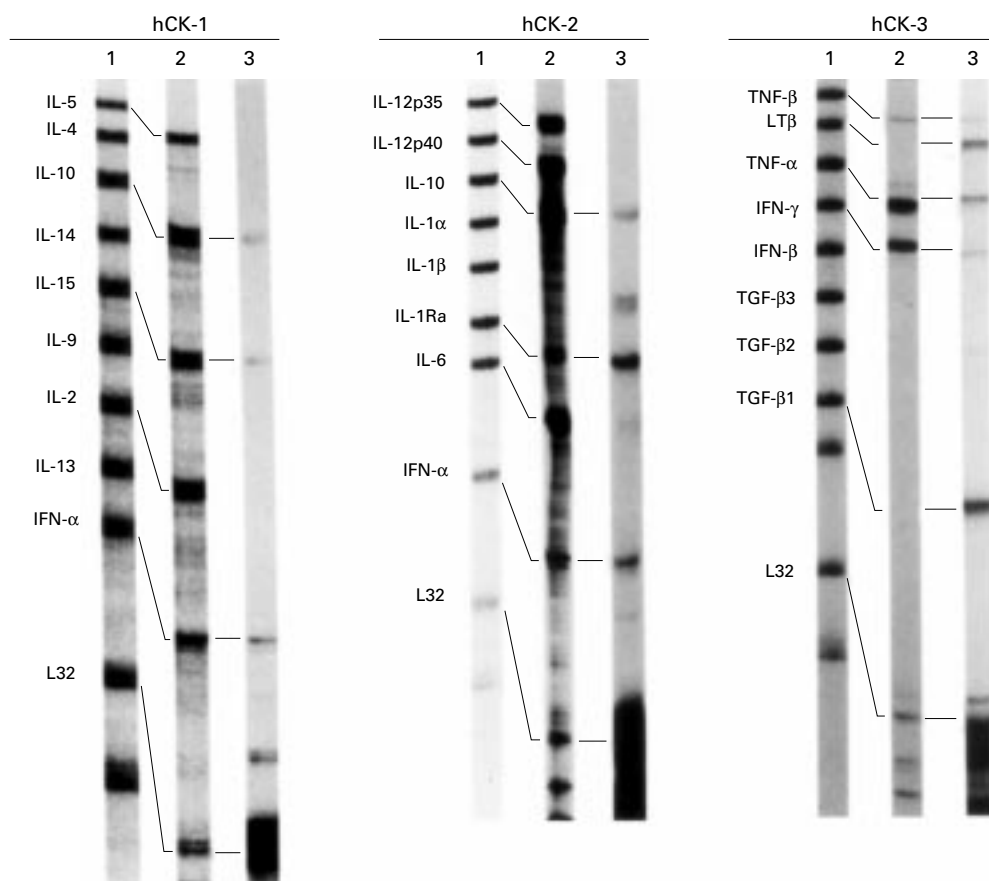 hCK-1
1 2 3
IL-5
IL-4
IL-10
IL-14
IL-15
IL-9
IL-2
IL-13
IFN-α
L32
hCK-2
1 2 3
IL-12p35
IL-12p40
IL-10
IL-1α
IL-1β
IL-1Ra
IL-6
IFN-α
L32
hCK-3
1 2 3
TNF-β
LTβ
TNF-α
IFN-γ
IFN-β
TGF-β3
TGF-β2
TGF-β1
L32